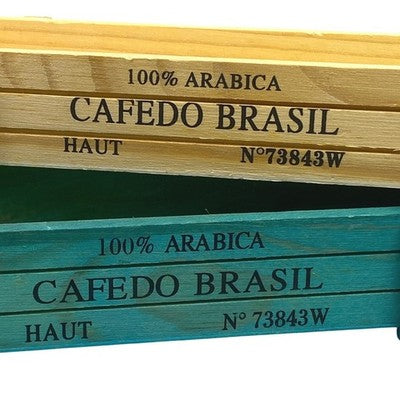 100% ARABICA
CAFEDO BRASIL
HAUT N°73843W
100% ARABICA
CAFEDO BRASIL
HAUT N° 73843W